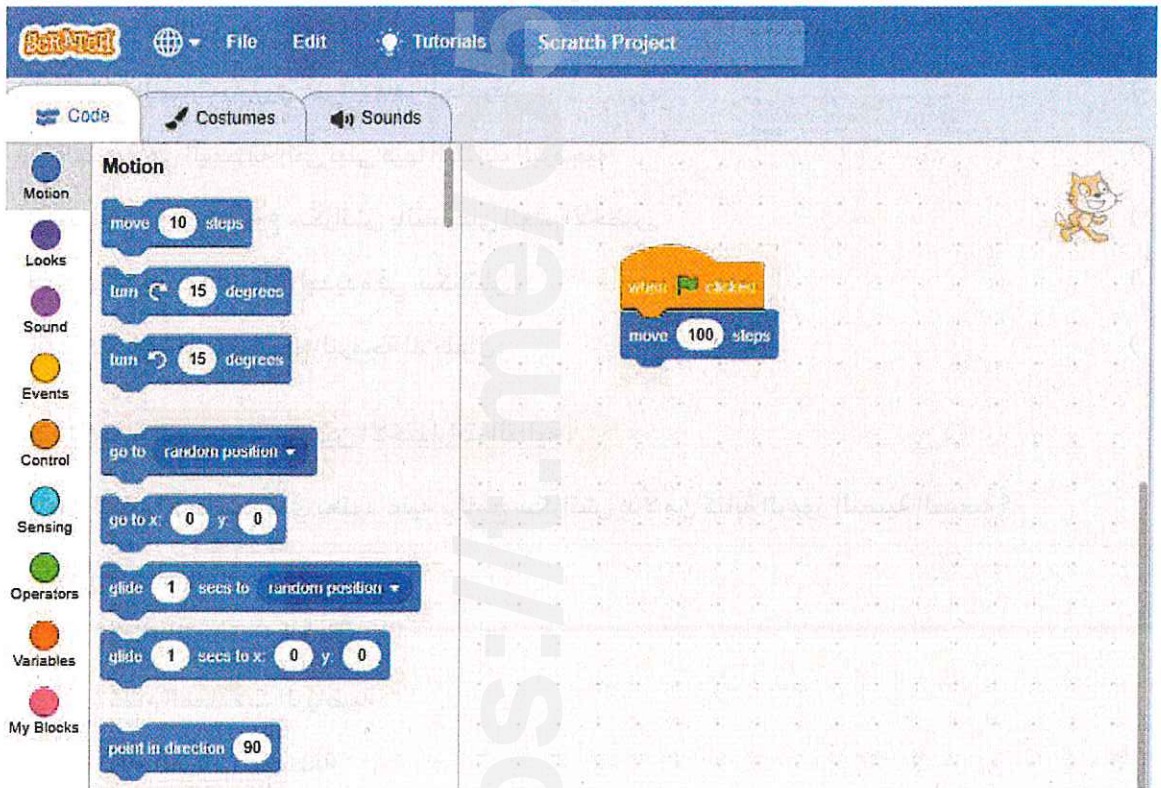 SCRATCH File Edit Tutorials Scratch Project
Code Costumes Sounds
Motion
Looks
Sound
Events
Control
Sensing
Operators
Variables
My Blocks
Motion
move 10 steps
turn 15 degrees
turn 15 degrees
go to random position
go to x: 0 y: 0
glide 1 secs to random position
glide 1 secs to x: 0 y: 0
point in direction 90
when clicked
move 100 steps
ps://t.me/